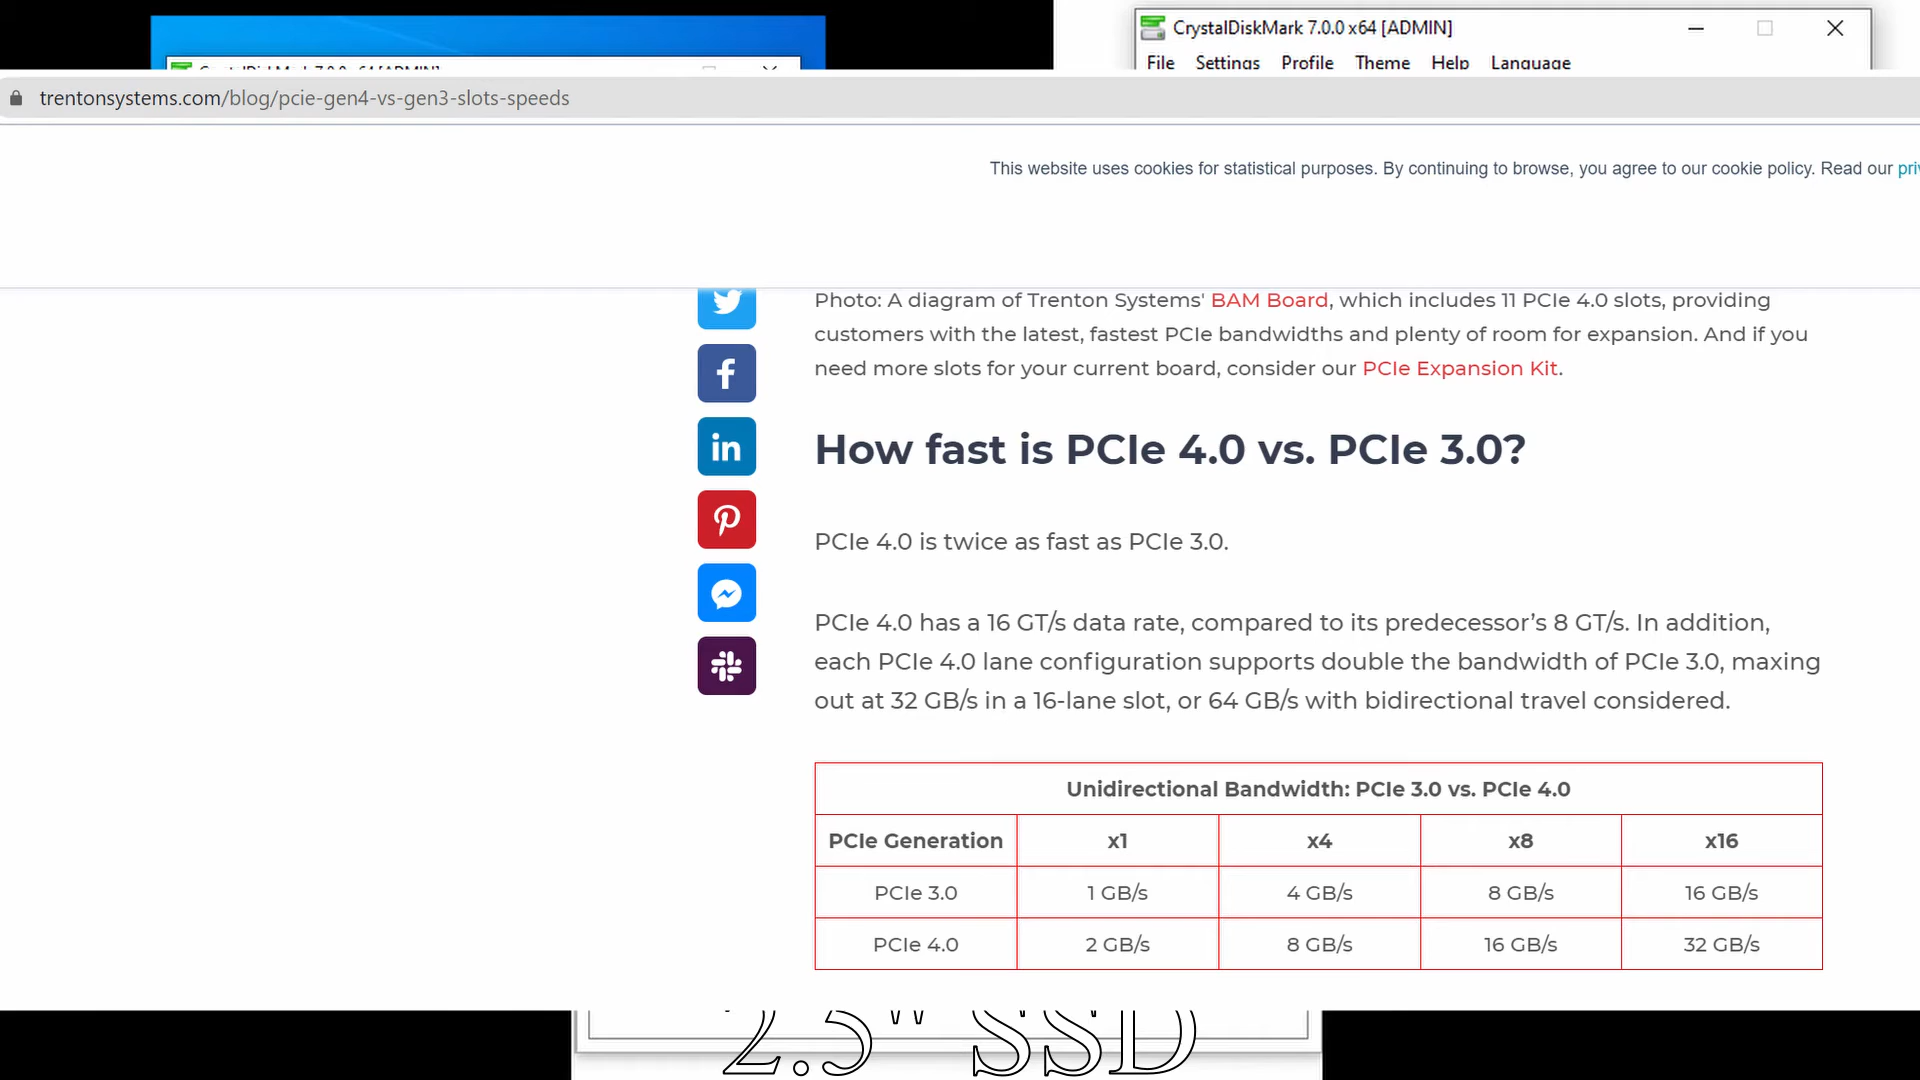 CrystalDiskMark 7.0.0 x64 [ADMIN]
CrystalDiskMark 7.0.0 x64 [ADMIN]
File Settings Profile Theme Help Language
trentonsystems.com/blog/pcie-gen4-vs-gen3-slots-speeds
This website uses cookies for statistical purposes. By continuing to browse, you agree to our cookie policy. Read our priv
Photo: A diagram of Trenton Systems' BAM Board, which includes 11 PCIe 4.0 slots, providing
customers with the latest, fastest PCIe bandwidths and plenty of room for expansion. And if you
need more slots for your current board, consider our PCIe Expansion Kit.
How fast is PCIe 4.0 vs. PCIe 3.0?
PCIe 4.0 is twice as fast as PCIe 3.0.
PCIe 4.0 has a 16 GT/s data rate, compared to its predecessor’s 8 GT/s. In addition,
each PCIe 4.0 lane configuration supports double the bandwidth of PCIe 3.0, maxing
out at 32 GB/s in a 16-lane slot, or 64 GB/s with bidirectional travel considered.
Unidirectional Bandwidth: PCIe 3.0 vs. PCIe 4.0
PCIe Generation x1 x4 x8 x16
PCIe 3.0 1 GB/s 4 GB/s 8 GB/s 16 GB/s
PCIe 4.0 2 GB/s 8 GB/s 16 GB/s 32 GB/s
2.5" SSD